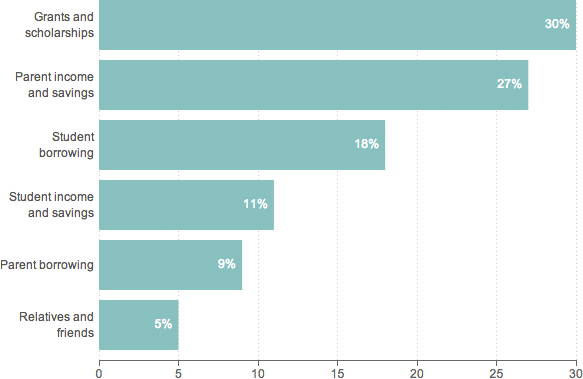 Grants and
scholarships
30%
Parent income
and savings
27%
Student
borrowing
18%
Student income
and savings
11%
Parent borrowing
9%
Relatives and
friends
5%
0 5 10 15 20 25 30